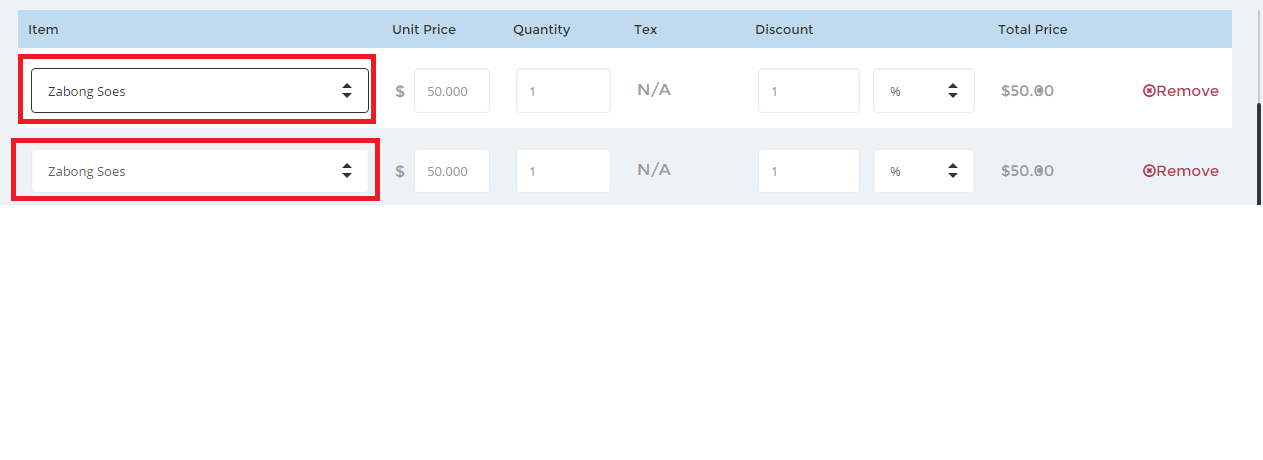 Item Unit Price Quantity Tex Discount Total Price
Zabong Soes $ 50.000 1 N/A 1 % $50.00 Remove
Zabong Soes $ 50.000 1 N/A 1 % $50.00 Remove